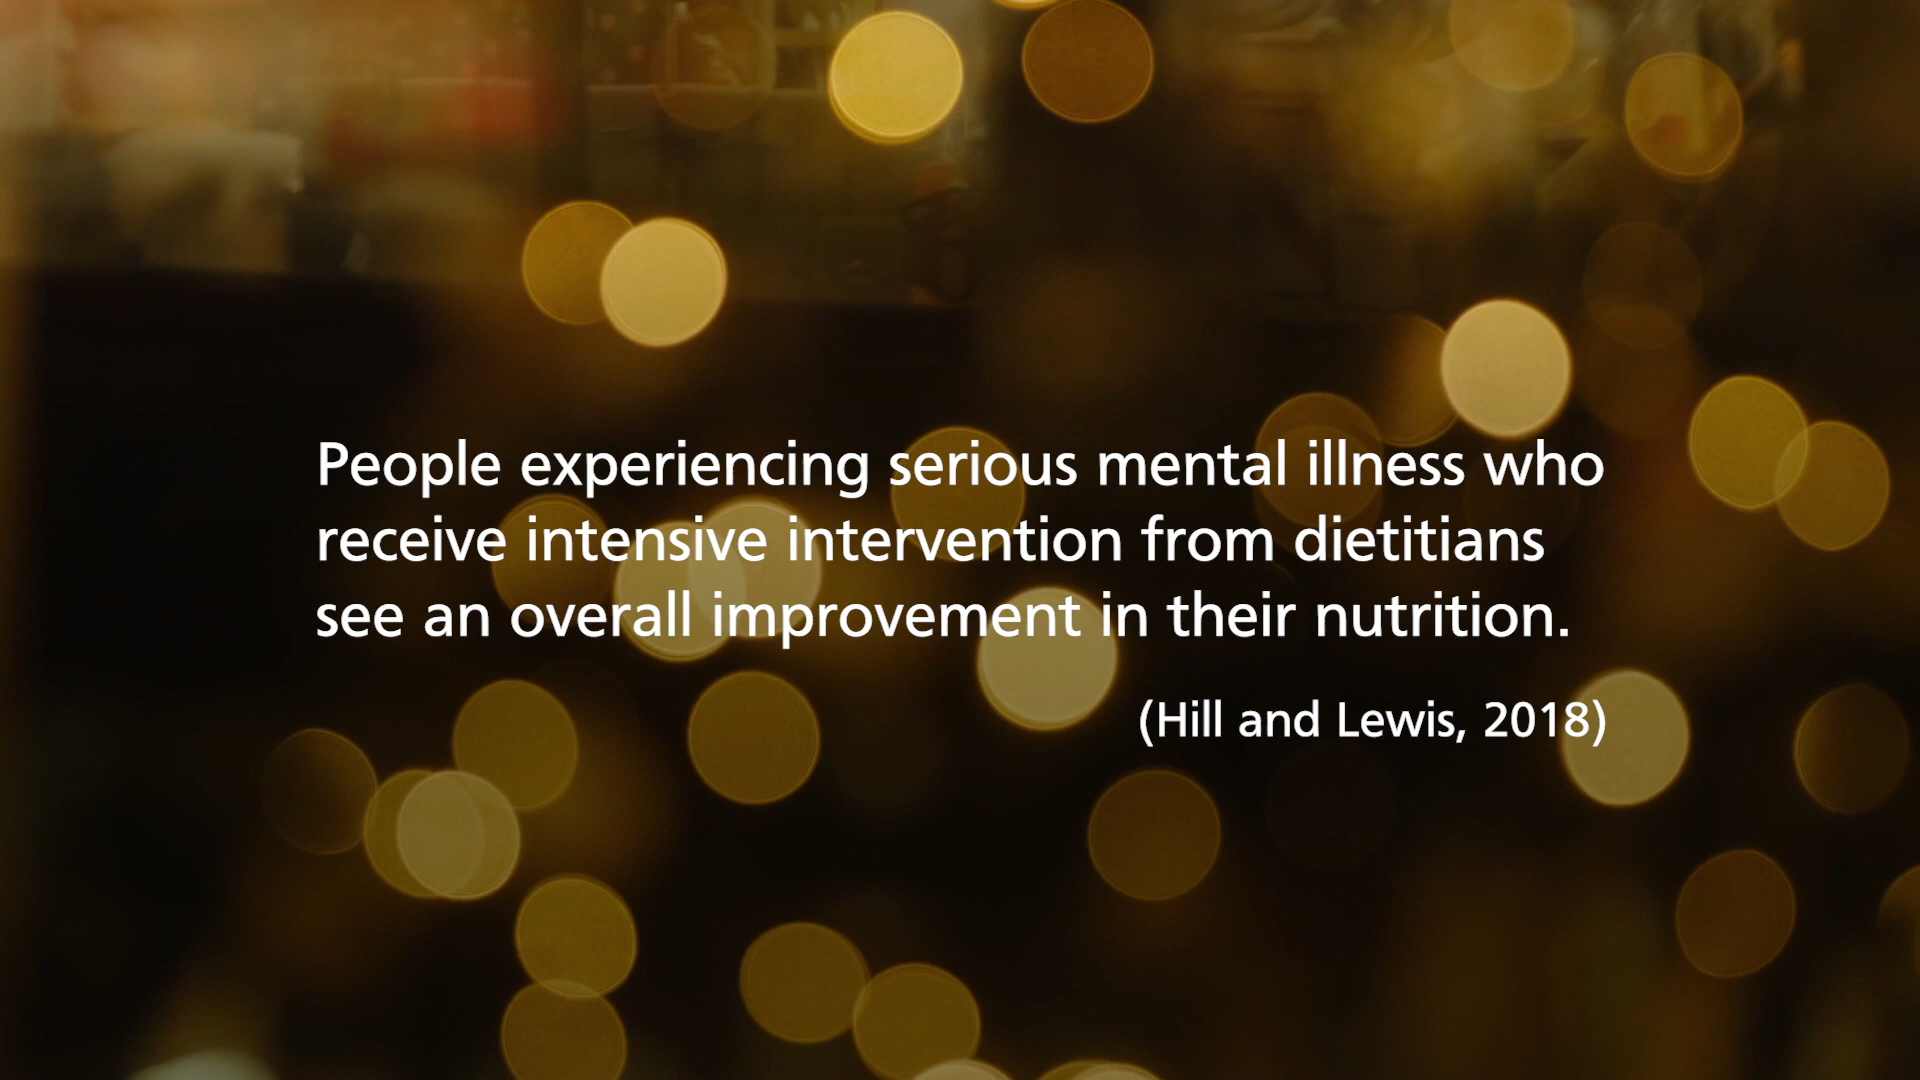 People experiencing serious mental illness who
receive intensive intervention from dietitians
see an overall improvement in their nutrition.
(Hill and Lewis, 2018)